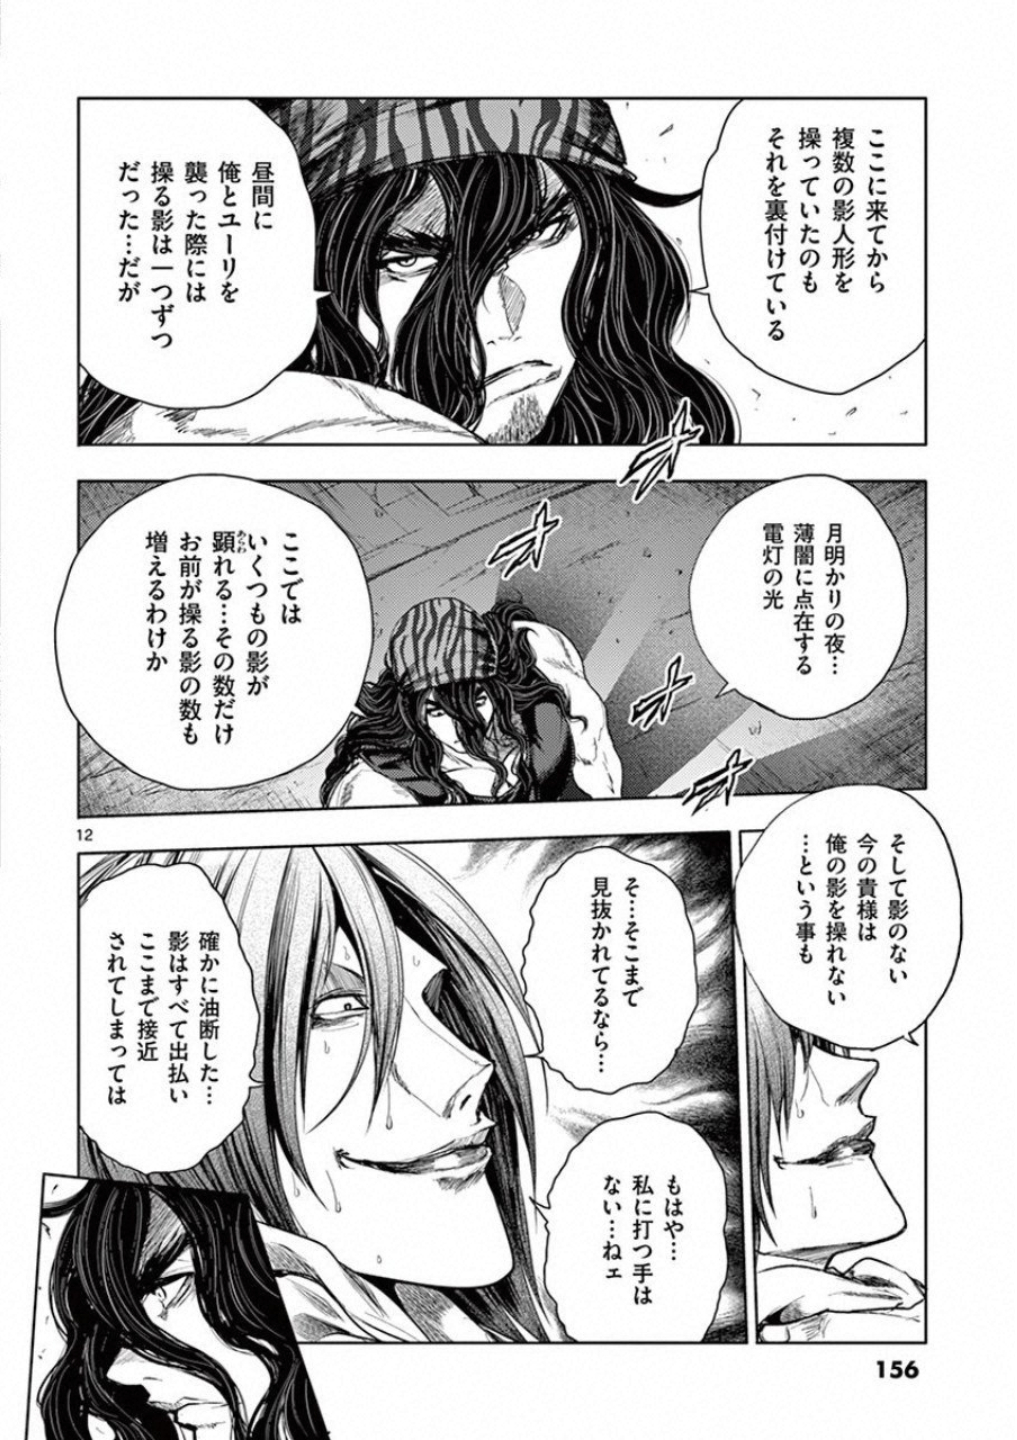 ここに来てから
複数の影人形を
操っていたのも
それを裏付けている
昼間に
俺とユーリを
襲った際には
操る影は一つずつ
だった…だが
月明かりの夜…
薄闇に点在する
電灯の光
ここでは
いくつもの影が
顕れる…その数だけ
あらわ
お前が操る影の数も
増えるわけか
オ
オ
オ
オ
12
そして影のない
今の貴様は
俺の影を操れない
…という事も
そ…そこまで
見抜かれてるなら…
もはや…
私に打つ手は
ない…ねェ
確かに油断した…
影はすべて出払い
ここまで接近
されてしまっては
156